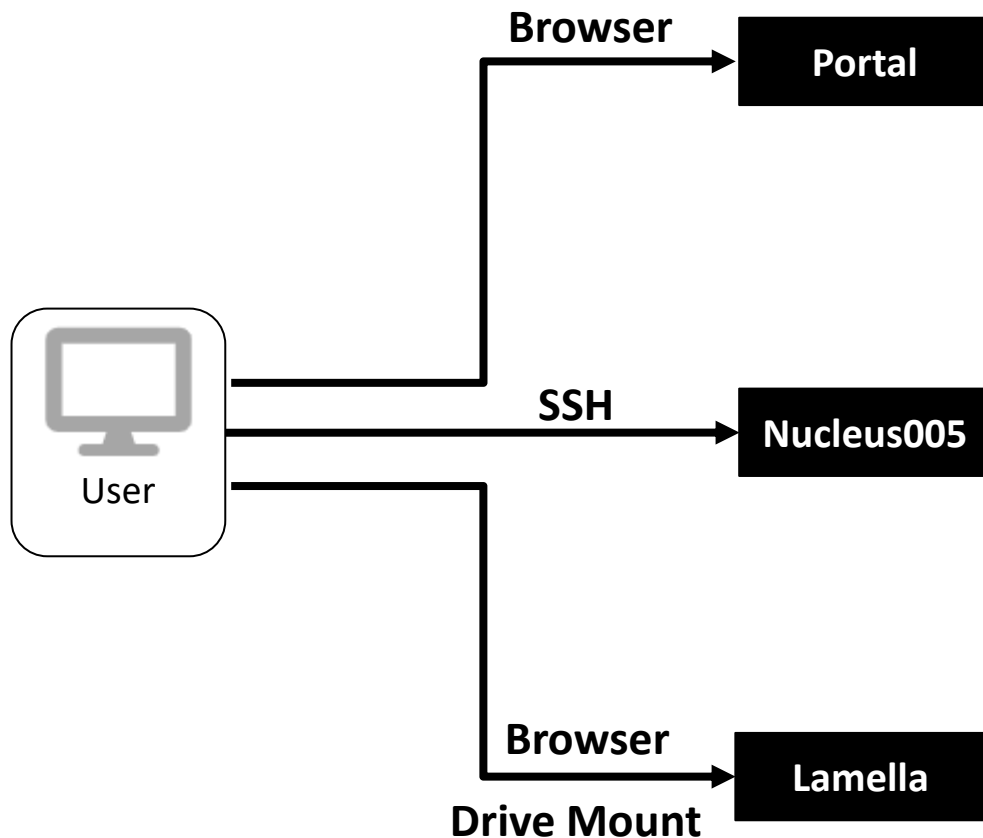 Browser
Portal
SSH
Nucleus005
User
Browser
Lamella
Drive Mount